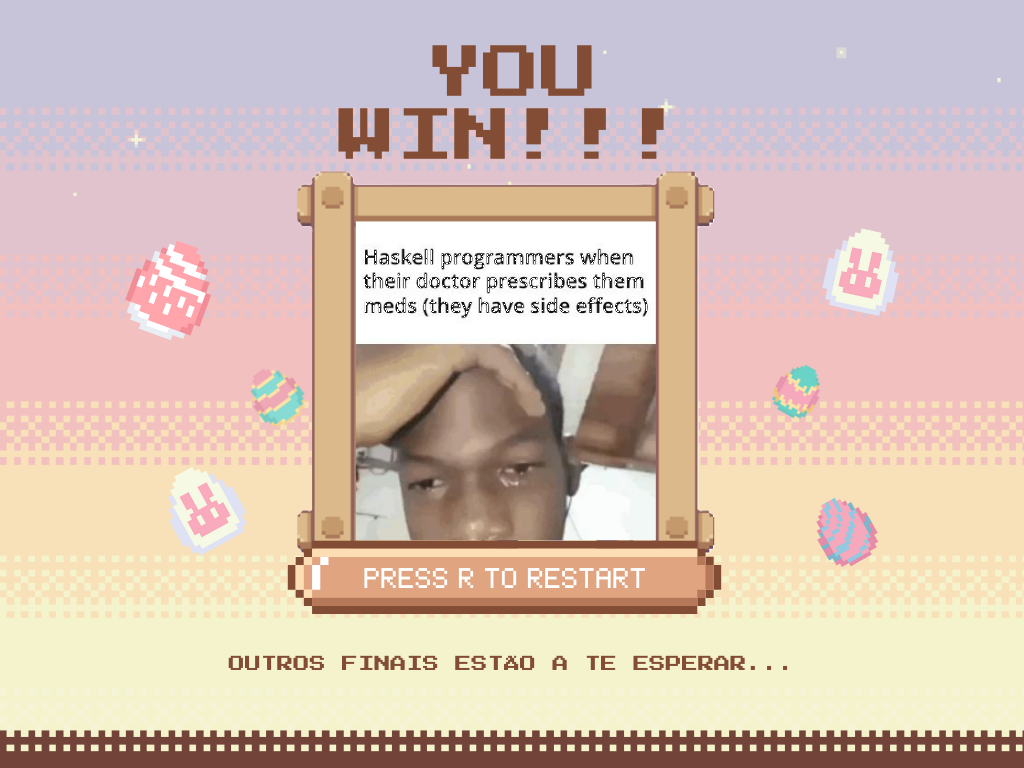 YOU
WIN!!!
Haskell programmers when
their doctor prescribes them
meds (they have side effects)
PRESS R TO RESTART
OUTROS FINAIS ESTÃO A TE ESPERAR...